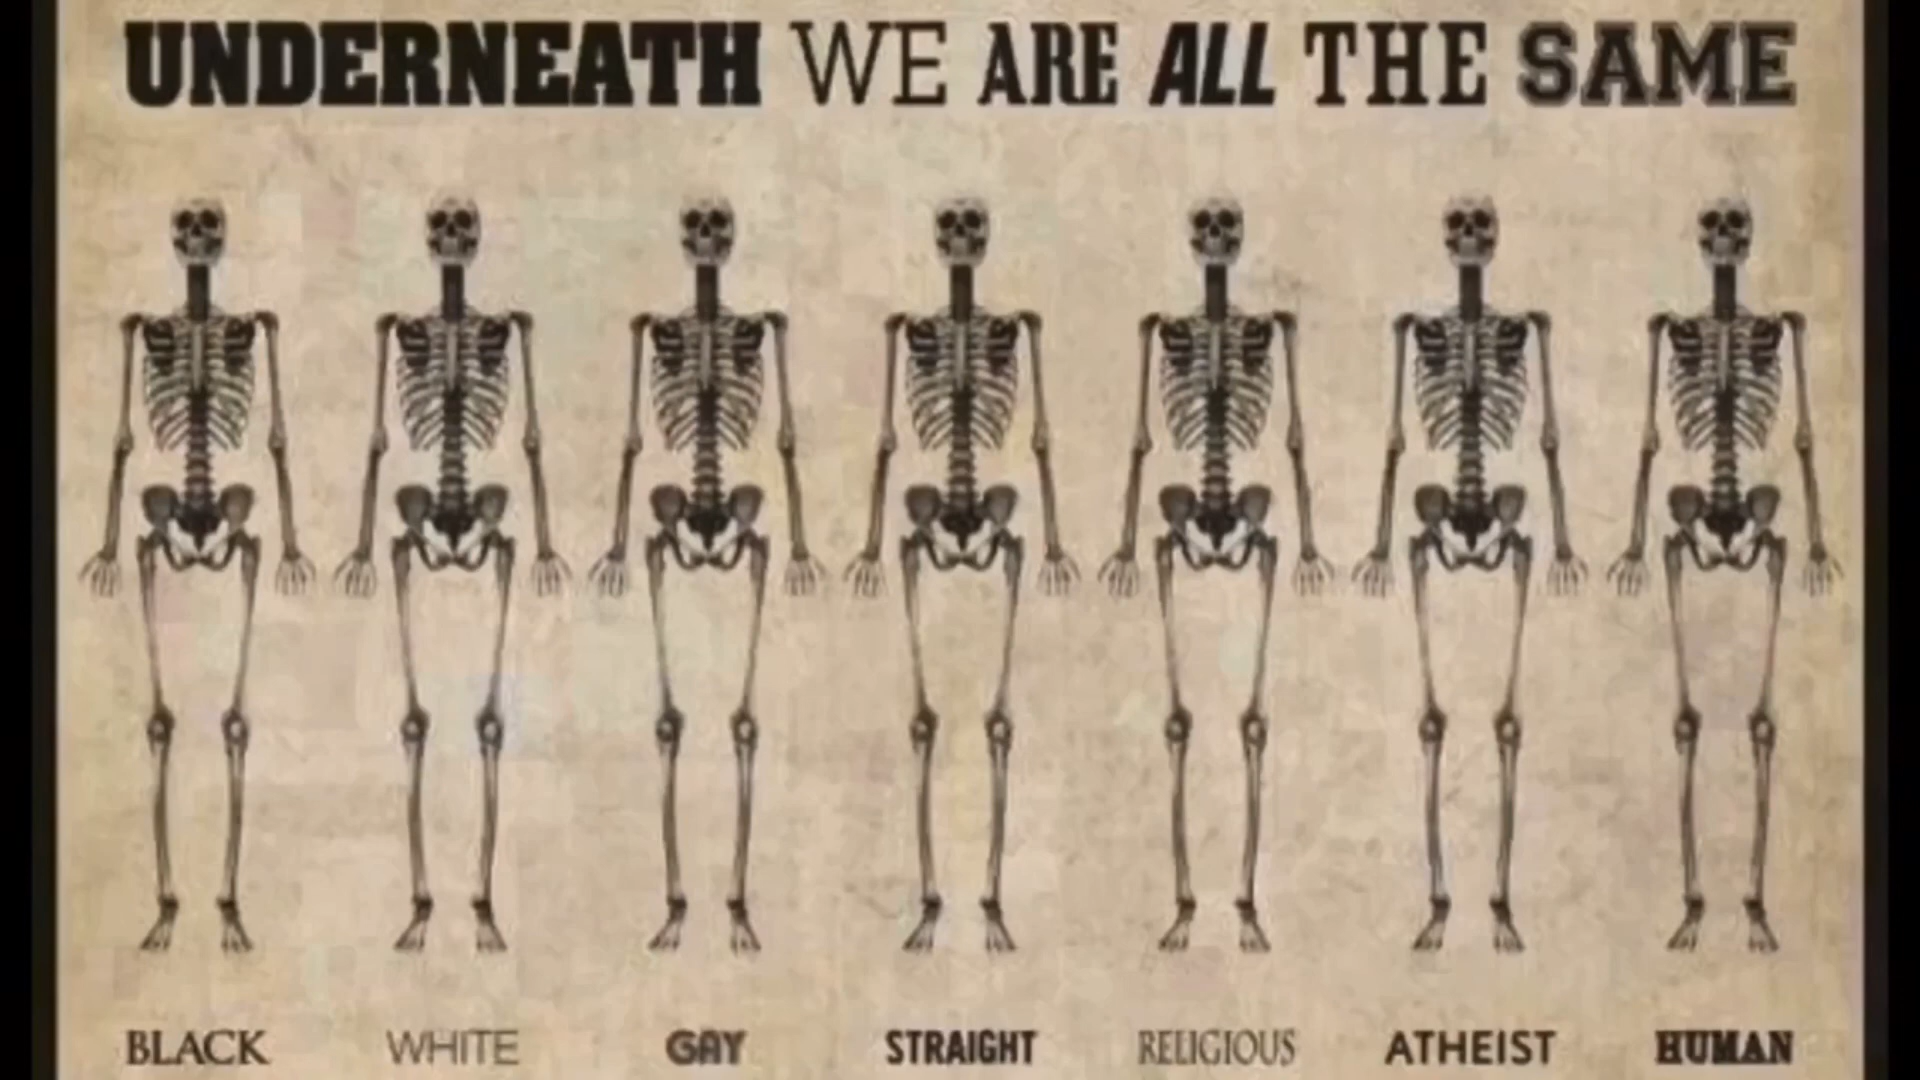 UNDERNEATH WE ARE ALL THE SAME
BLACK WHITE GAY STRAIGHT RELIGIOUS ATHEIST HUMAN